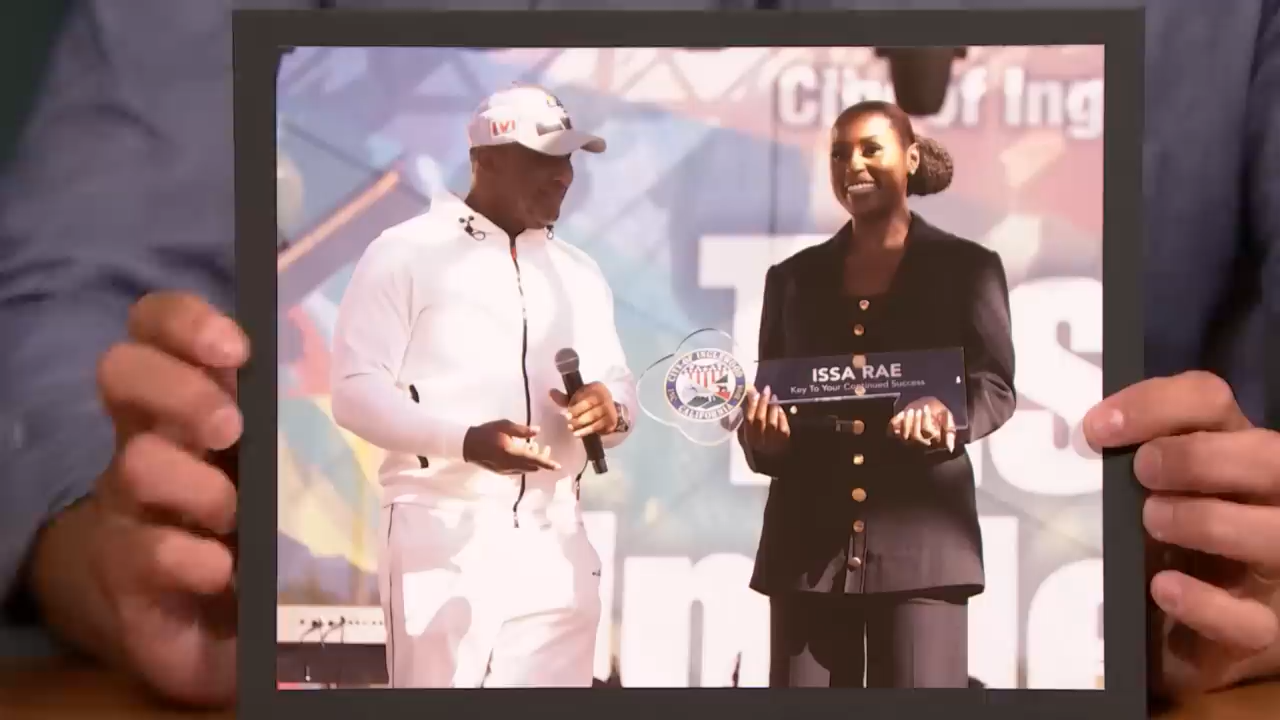 City of Ing
ISSA RAE
Key To Your Continued Success
CITY OF INGLEWOOD
CALIFORNIA